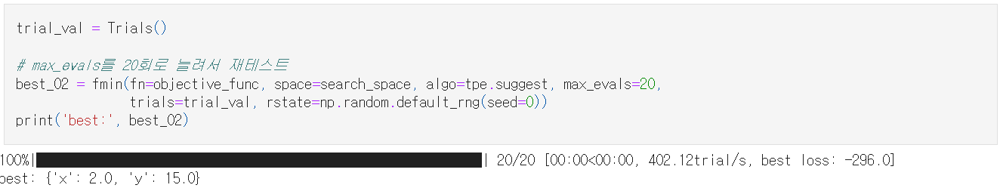 trial_val = Trials()
# max_evals를 20회로 늘려서 재테스트
best_02 = fmin(fn=objective_func, space=search_space, algo=tpe.suggest, max_evals=20,
trials=trial_val, rstate=np.random.default_rng(seed=0))
print('best:', best_02)
100%|██████████| 20/20 [00:00<00:00, 402.12trial/s, best loss: -296.0]
best: {'x': 2.0, 'y': 15.0}